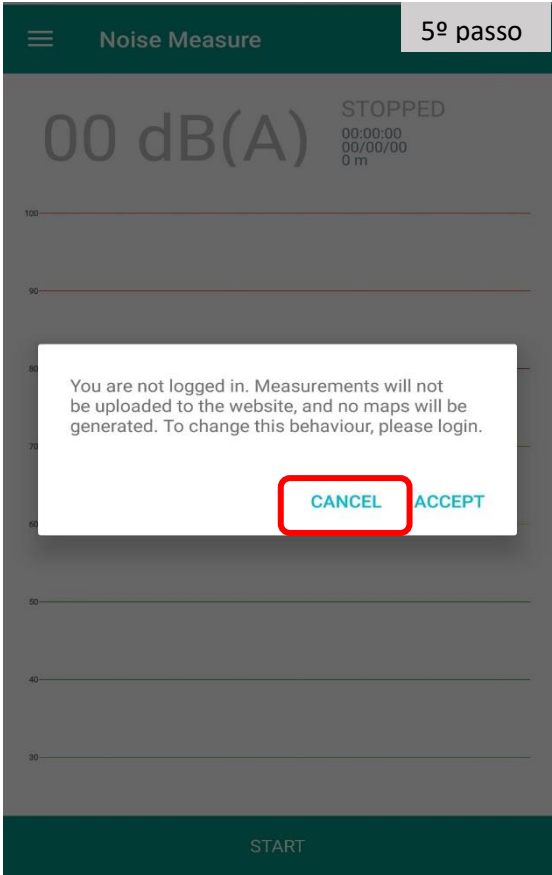 Noise Measure
5º passo
00 dB(A)
STOPPED
00:00:00
00/00/00
0 m
100
90
80
You are not logged in. Measurements will not
be uploaded to the website, and no maps will be
generated. To change this behaviour, please login.
70
CANCEL ACCEPT
60
50
40
30
START